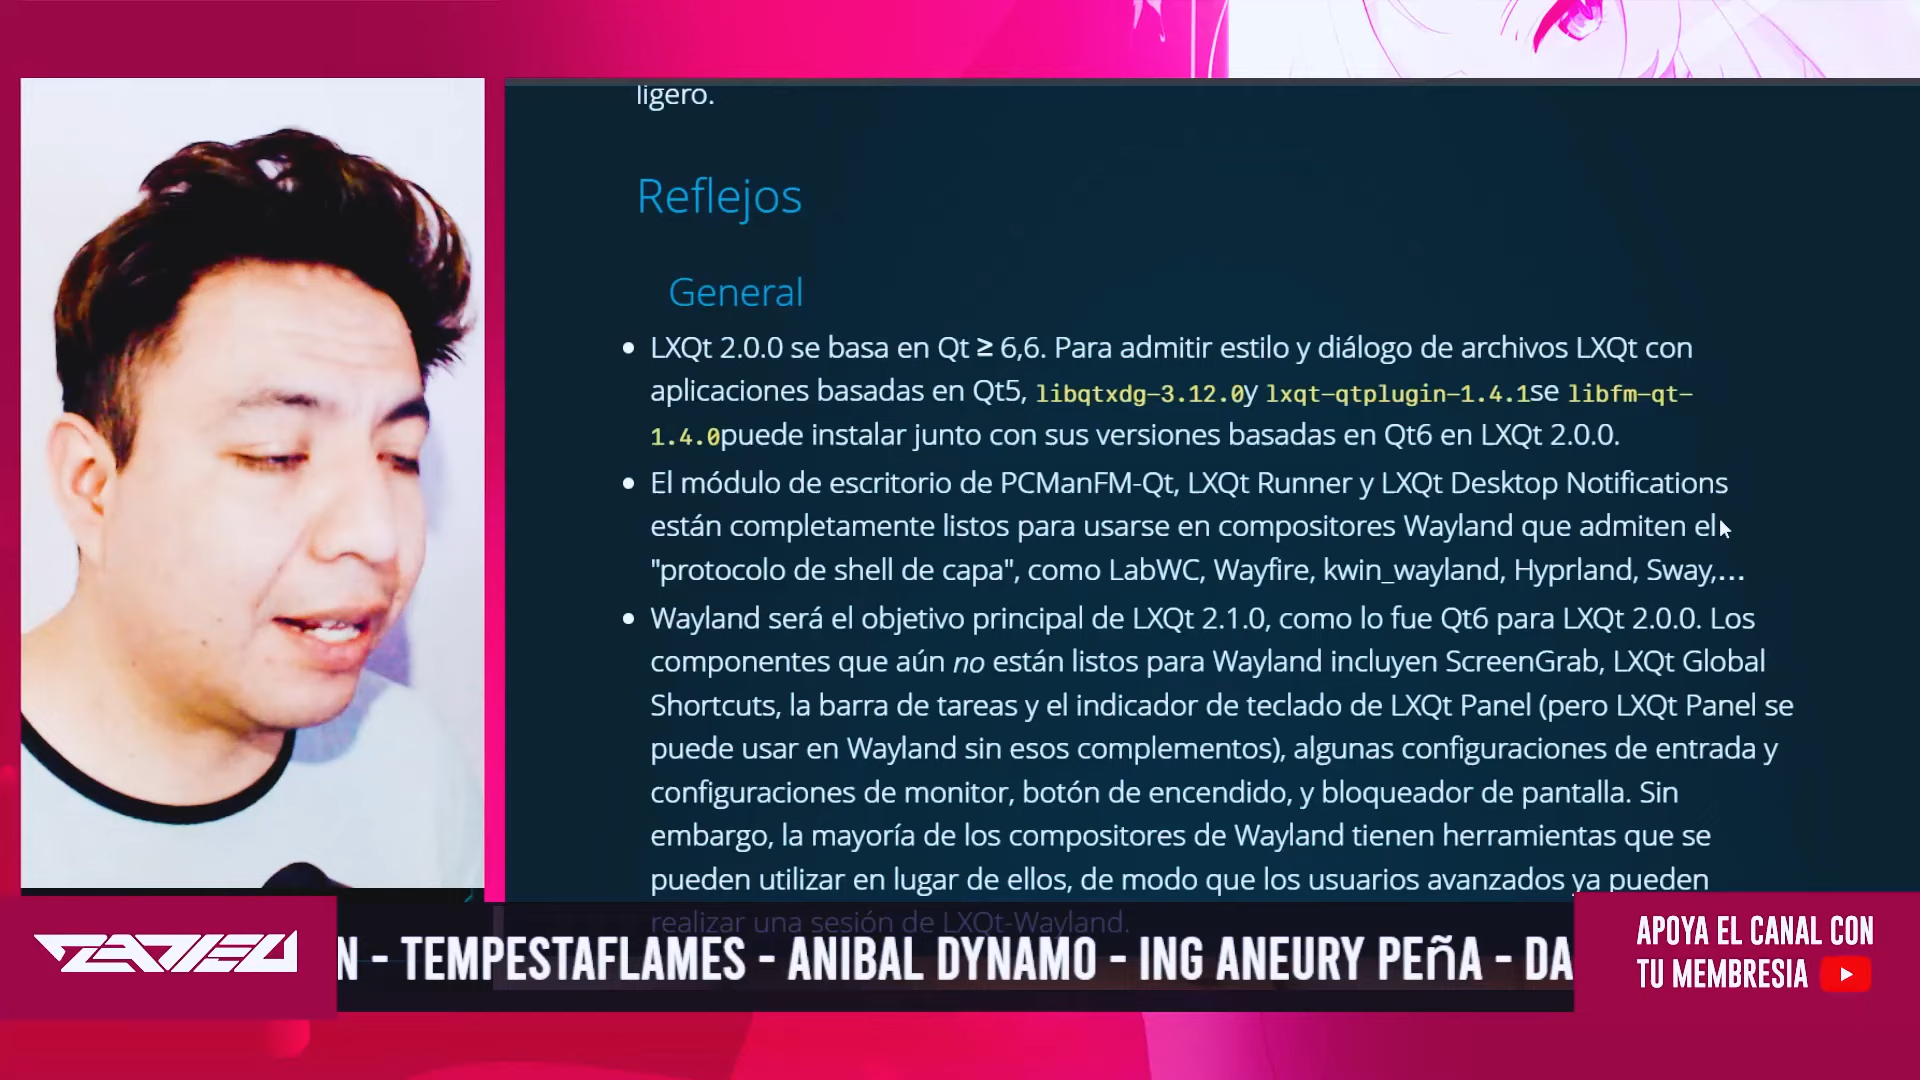 ligero.
Reflejos
General
LXQt 2.0.0 se basa en Qt ≥ 6,6. Para admitir estilo y diálogo de archivos LXQt con
aplicaciones basadas en Qt5, libqtxdg-3.12.0y lxqt-qtplugin-1.4.1se libfm-qt-
1.4.0puede instalar junto con sus versiones basadas en Qt6 en LXQt 2.0.0.
El módulo de escritorio de PCManFM-Qt, LXQt Runner y LXQt Desktop Notifications
están completamente listos para usarse en compositores Wayland que admiten el
"protocolo de shell de capa", como LabWC, Wayfire, kwin_wayland, Hyprland, Sway,...
Wayland será el objetivo principal de LXQt 2.1.0, como lo fue Qt6 para LXQt 2.0.0. Los
componentes que aún no están listos para Wayland incluyen ScreenGrab, LXQt Global
Shortcuts, la barra de tareas y el indicador de teclado de LXQt Panel (pero LXQt Panel se
puede usar en Wayland sin esos complementos), algunas configuraciones de entrada y
configuraciones de monitor, botón de encendido, y bloqueador de pantalla. Sin
embargo, la mayoría de los compositores de Wayland tienen herramientas que se
pueden utilizar en lugar de ellos, de modo que los usuarios avanzados ya pueden
realizar una sesión de LXQt-Wayland.
N - TEMPESTAFLAMES - ANIBAL DYNAMO - ING ANEURY PEñA - DA
APOYA EL CANAL CON
TU MEMBRESIA